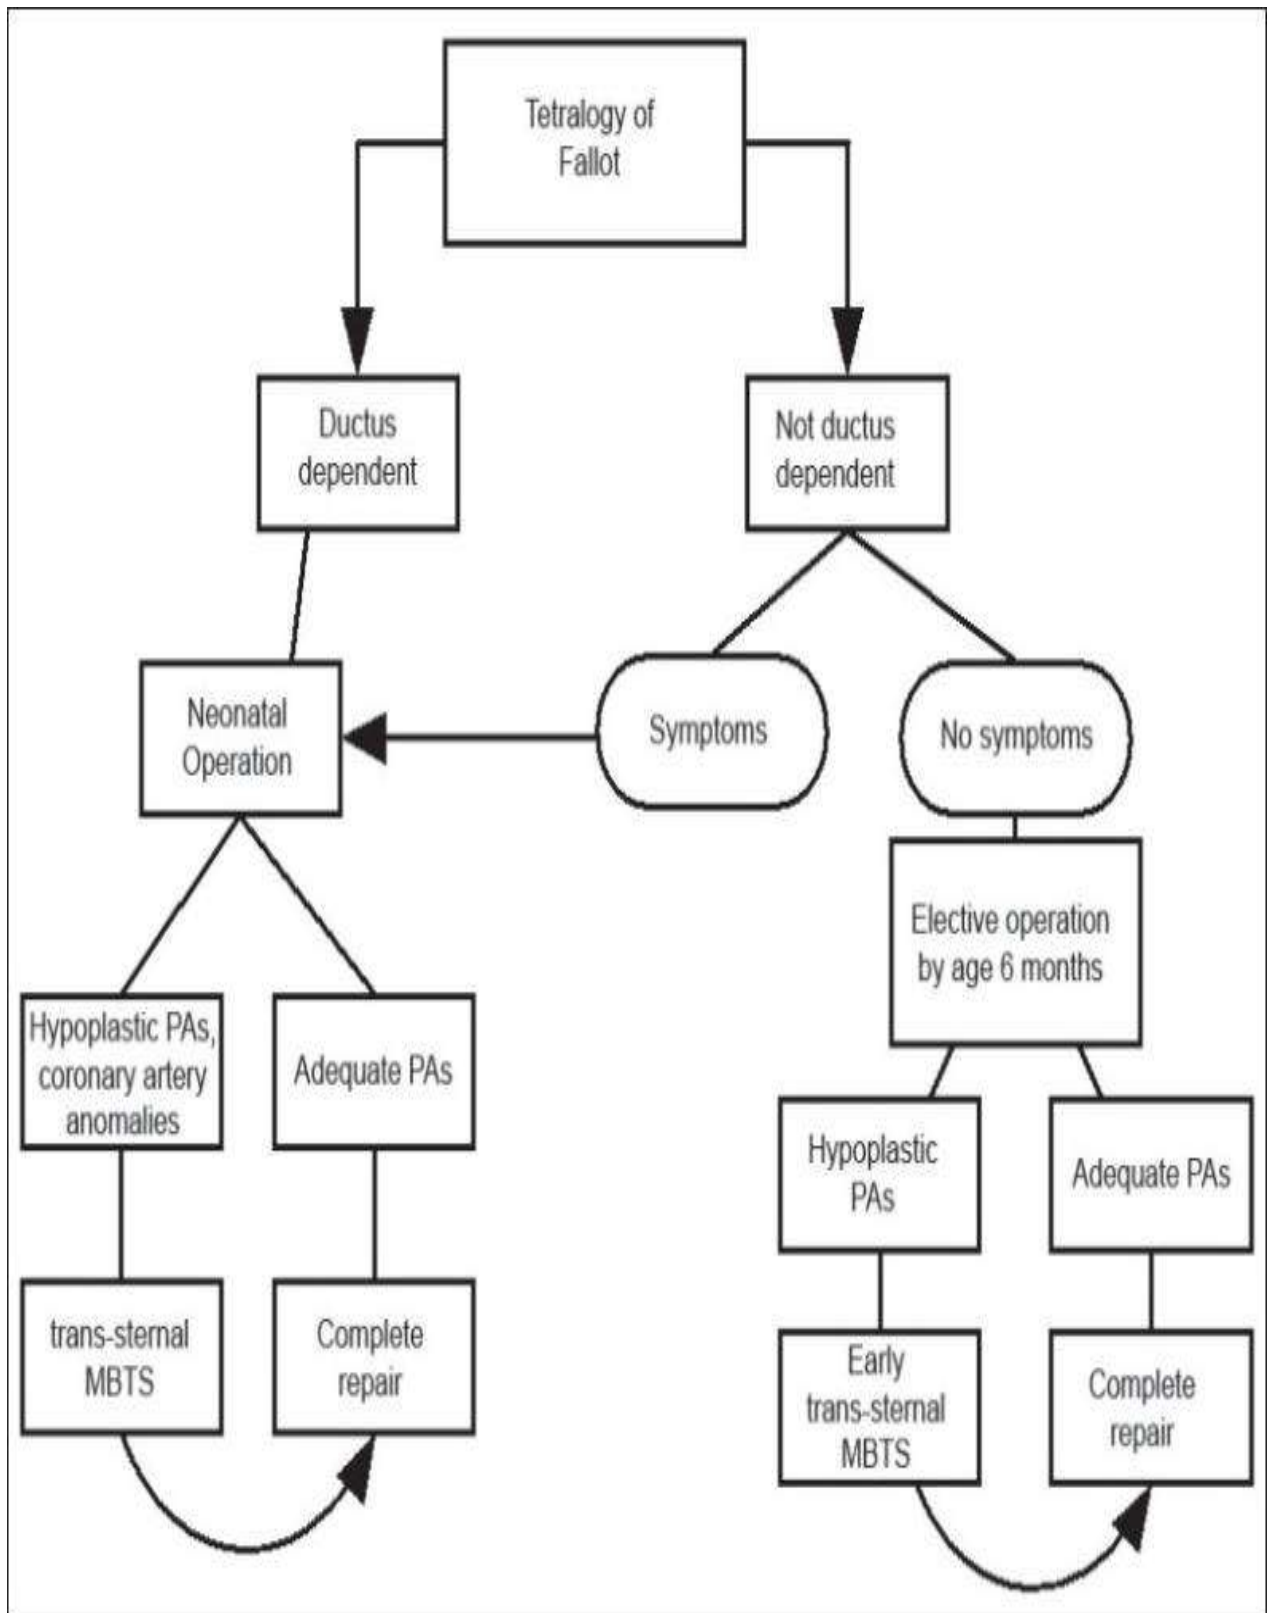 Tetralogy of
Fallot
Ductus
dependent
Not ductus
dependent
Neonatal
Operation
Symptoms
No symptoms
Elective operation
by age 6 months
Hypoplastic PAs,
coronary artery
anomalies
Adequate PAs
Hypoplastic
PAs
Adequate PAs
trans-sternal
MBTS
Complete
repair
Early
trans-sternal
MBTS
Complete
repair